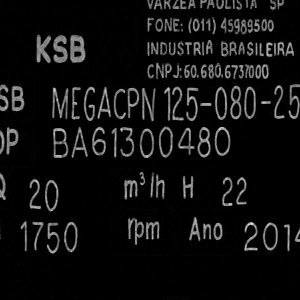 VARZEA PAULISTA SP
FONE: (011) 45989500
KSB
INDUSTRIA BRASILEIRA
CNPJ:60.680.6737000
SB MEGACPN 125-080-25
OP BA61300480
Q 20 m³/h H 22
1750 rpm Ano 2014